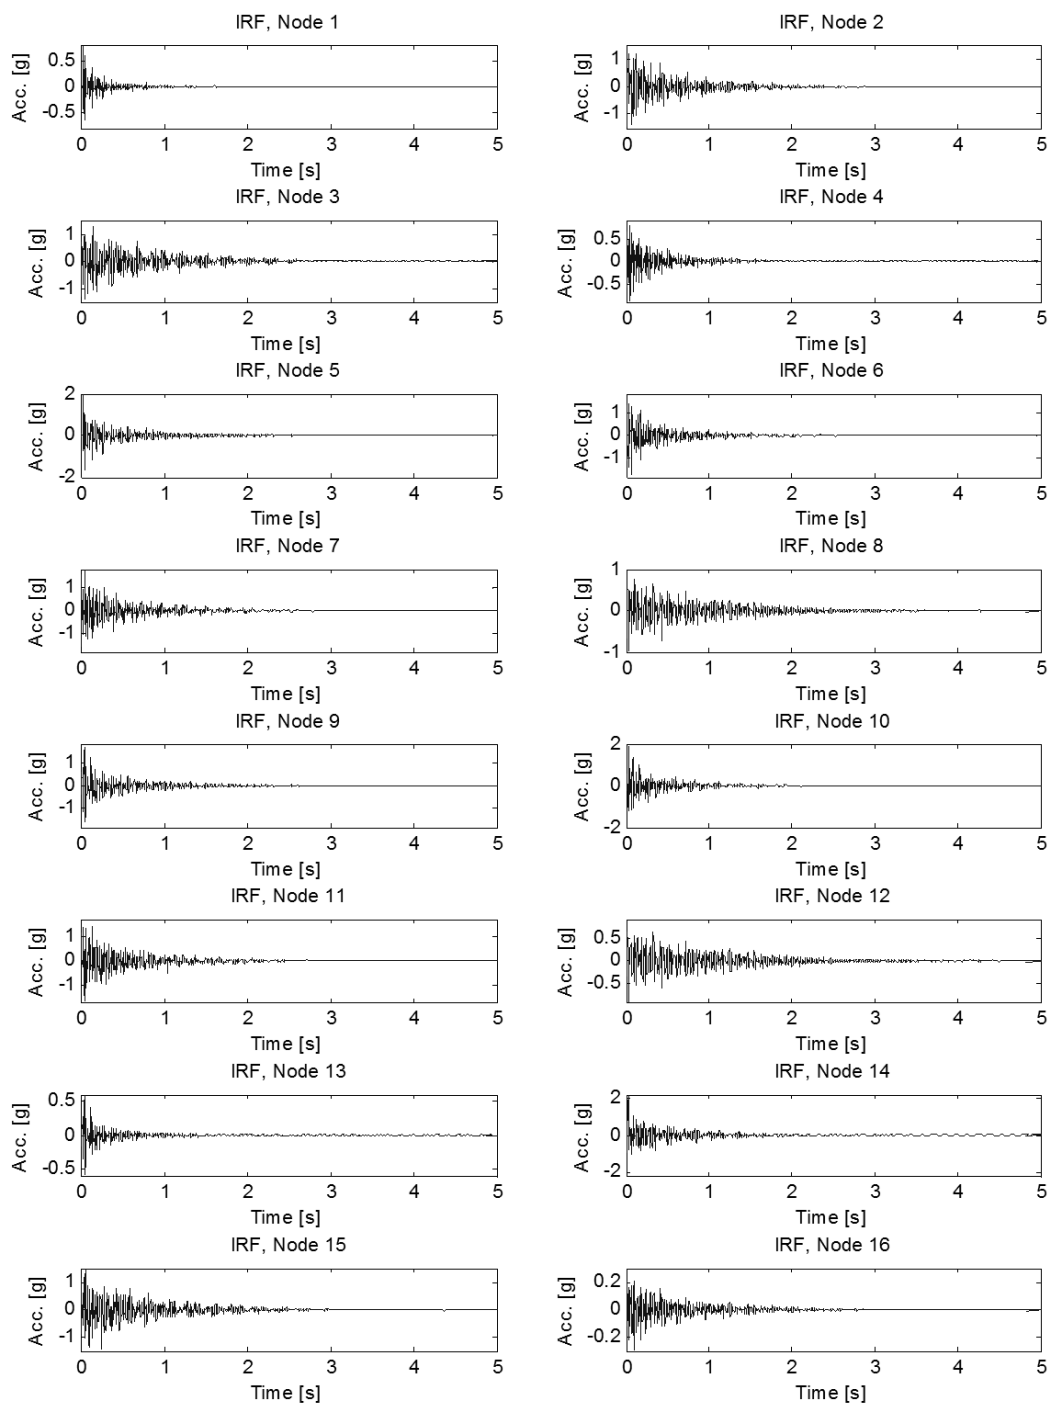 IRF, Node 1
Acc. [g]
0.5
0
-0.5
0 1 2 3 4 5
Time [s]
IRF, Node 2
Acc. [g]
1
0
-1
0 1 2 3 4 5
Time [s]
IRF, Node 3
Acc. [g]
1
0
-1
0 1 2 3 4 5
Time [s]
IRF, Node 4
Acc. [g]
0.5
0
-0.5
0 1 2 3 4 5
Time [s]
IRF, Node 5
Acc. [g]
2
0
-2
0 1 2 3 4 5
Time [s]
IRF, Node 6
Acc. [g]
1
0
-1
0 1 2 3 4 5
Time [s]
IRF, Node 7
Acc. [g]
1
0
-1
0 1 2 3 4 5
Time [s]
IRF, Node 8
Acc. [g]
1
0
-1
0 1 2 3 4 5
Time [s]
IRF, Node 9
Acc. [g]
1
0
-1
0 1 2 3 4 5
Time [s]
IRF, Node 10
Acc. [g]
2
0
-2
0 1 2 3 4 5
Time [s]
IRF, Node 11
Acc. [g]
1
0
-1
0 1 2 3 4 5
Time [s]
IRF, Node 12
Acc. [g]
0.5
0
-0.5
0 1 2 3 4 5
Time [s]
IRF, Node 13
Acc. [g]
0.5
0
-0.5
0 1 2 3 4 5
Time [s]
IRF, Node 14
Acc. [g]
2
0
-2
0 1 2 3 4 5
Time [s]
IRF, Node 15
Acc. [g]
1
0
-1
0 1 2 3 4 5
Time [s]
IRF, Node 16
Acc. [g]
0.2
0
-0.2
0 1 2 3 4 5
Time [s]